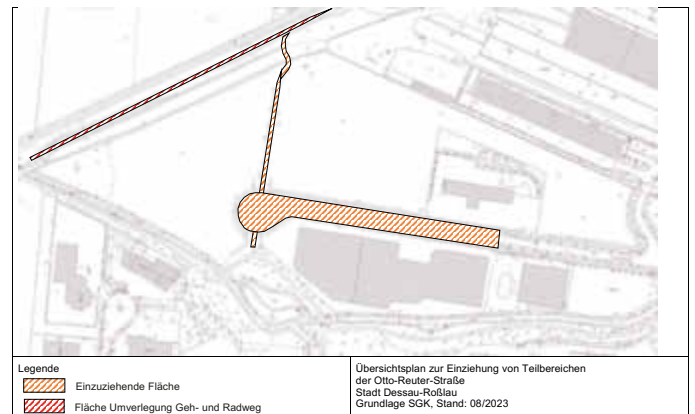 Legende
Einzuziehende Fläche
Fläche Umverlegung Geh- und Radweg
Übersichtsplan zur Einziehung von Teilbereichen
der Otto-Reuter-Straße
Stadt Dessau-Roßlau
Grundlage SGK, Stand: 08/2023